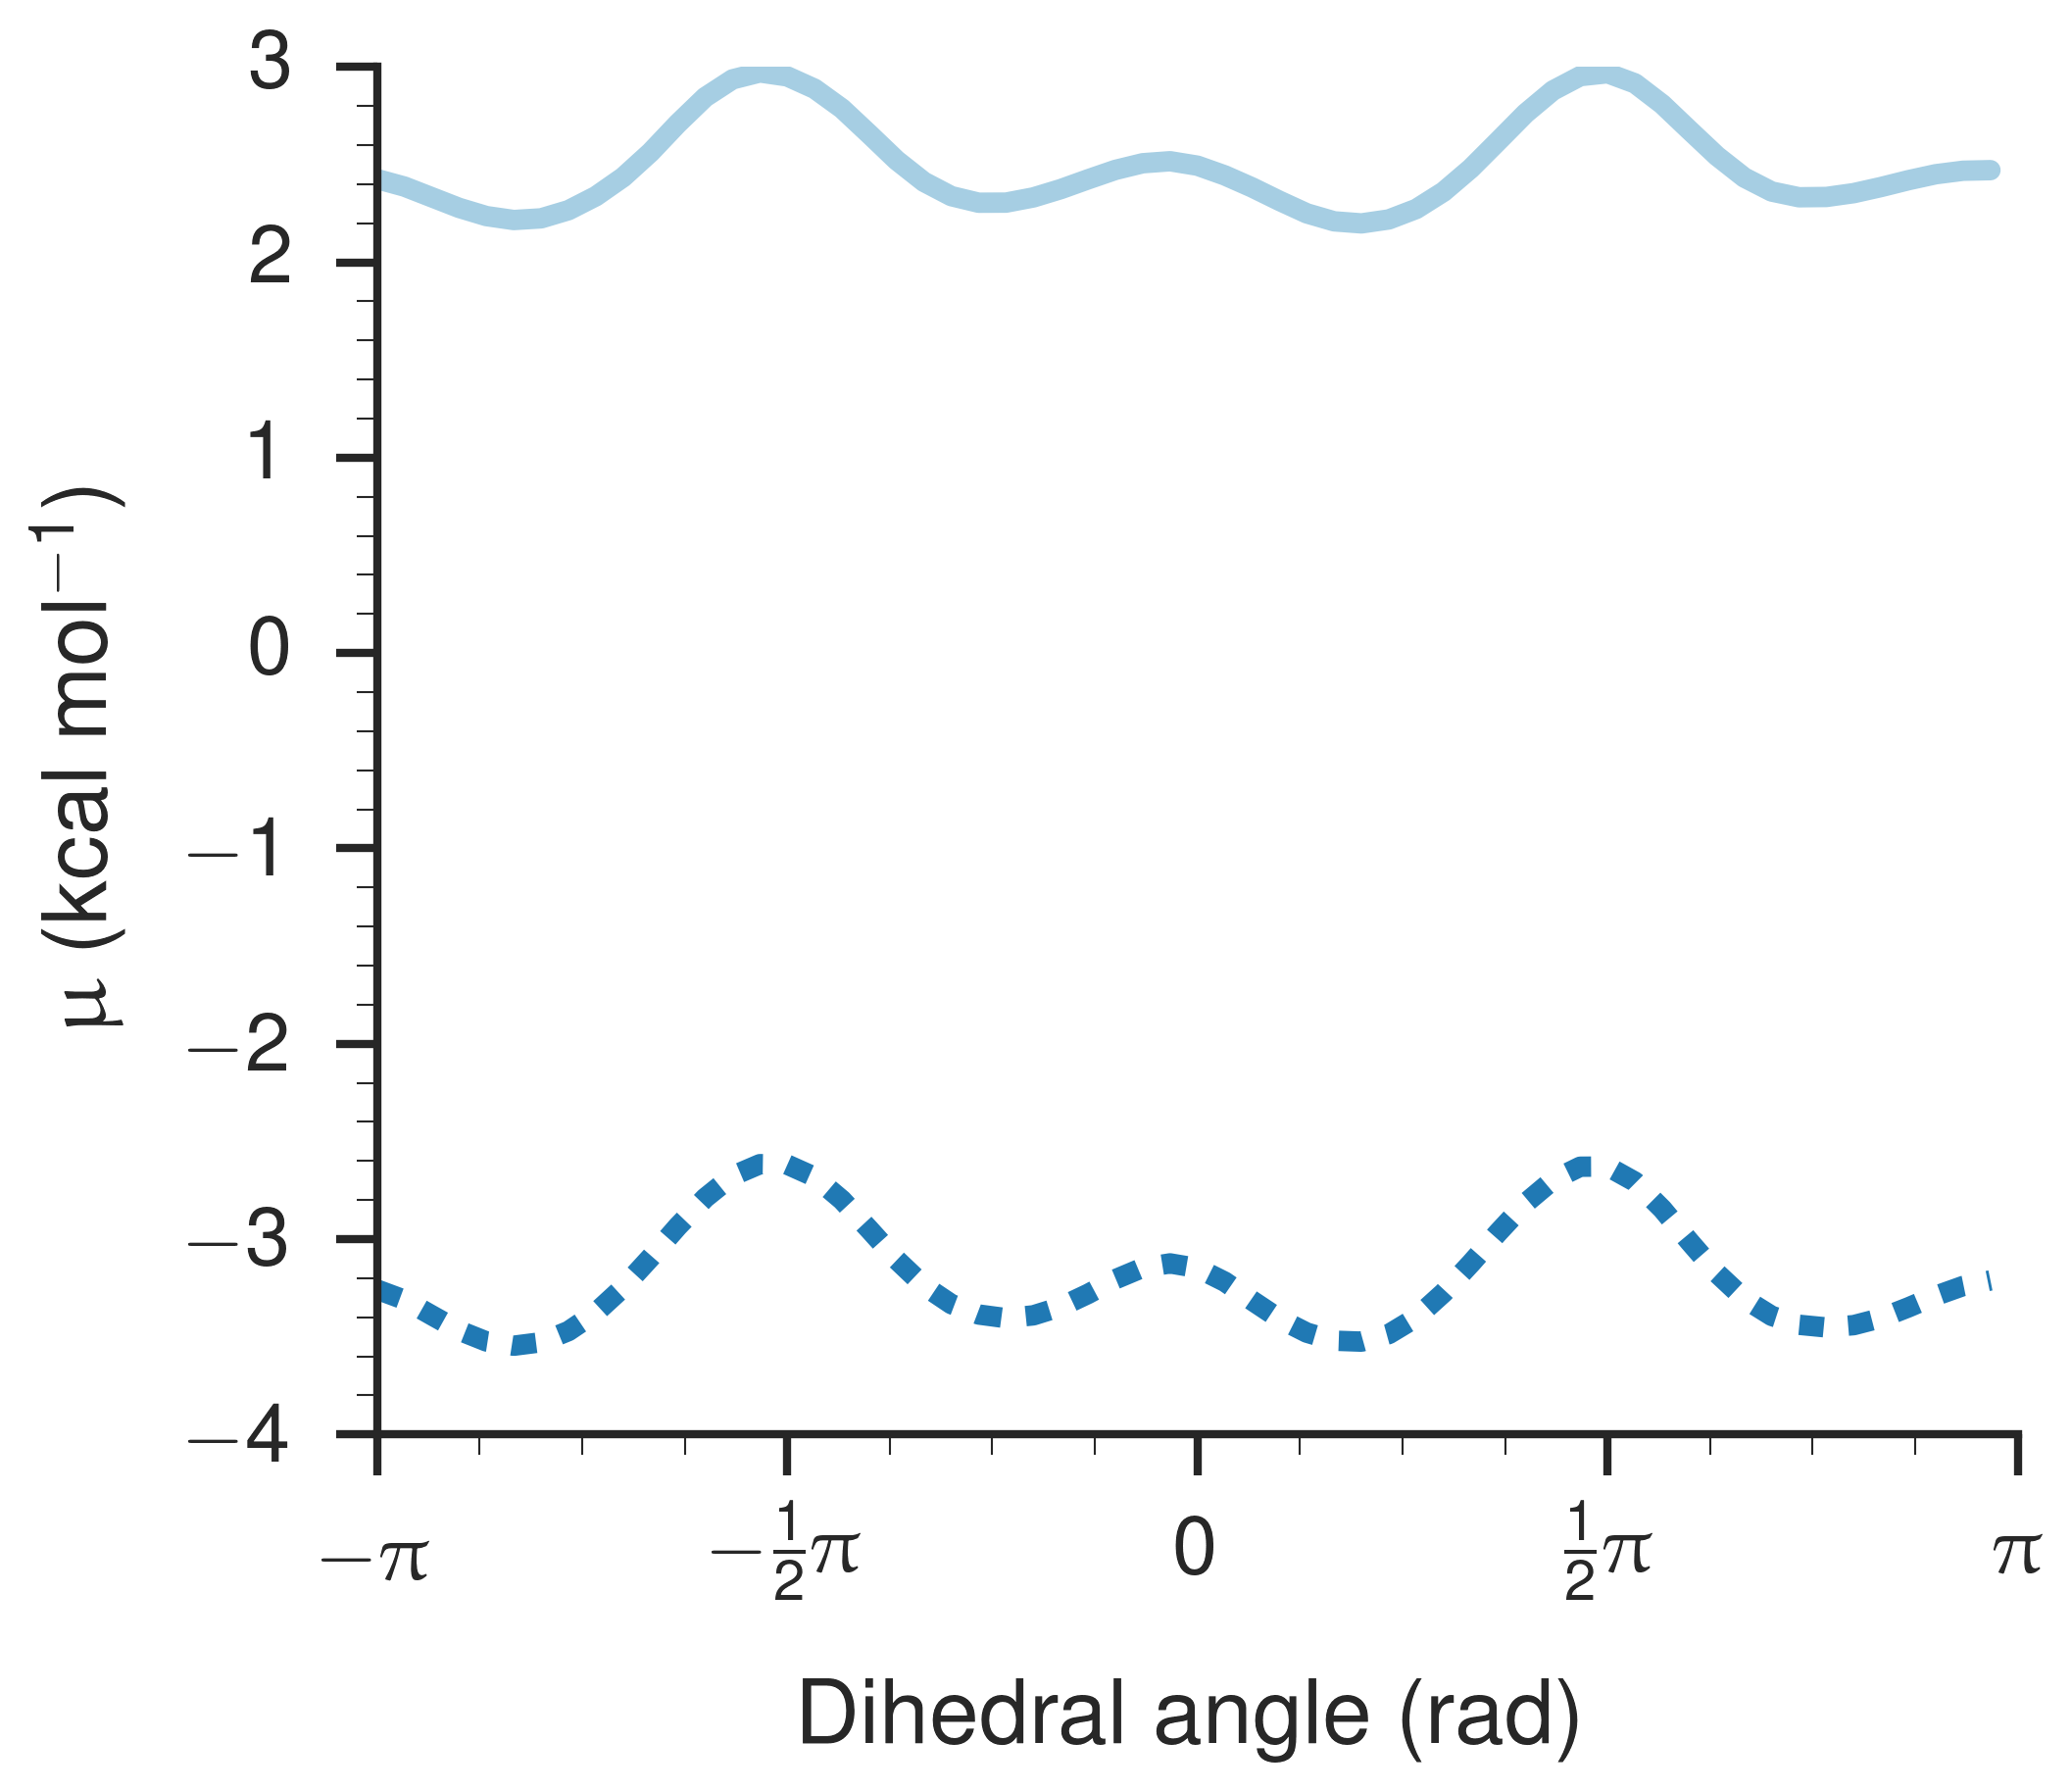 3
2
1
0
−1
−2
−3
−4
μ (kcal mol⁻¹)
−π
−½π
0
½π
π
Dihedral angle (rad)